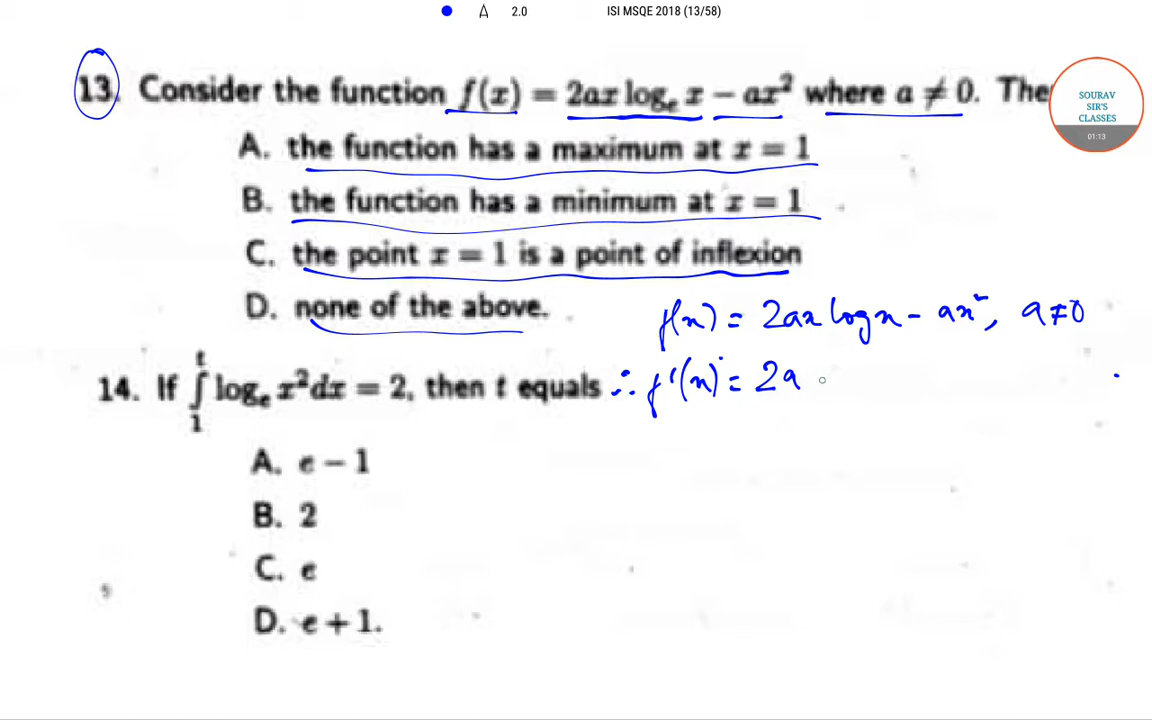 2.0 ISI MSQE 2018 (13/58)
13. Consider the function f(x) = 2ax logₑ x − ax² where a ≠ 0. The
SOURAV
SIR'S
CLASSES
01:13
A. the function has a maximum at x = 1
B. the function has a minimum at x = 1
C. the point x = 1 is a point of inflexion
D. none of the above.
f(x) = 2ax log x − ax², a ≠ 0
14. If ∫₁ᵗ logₑ x² dx = 2, then t equals
∴ f'(x) = 2a
A. e − 1
B. 2
C. e
D. e + 1.